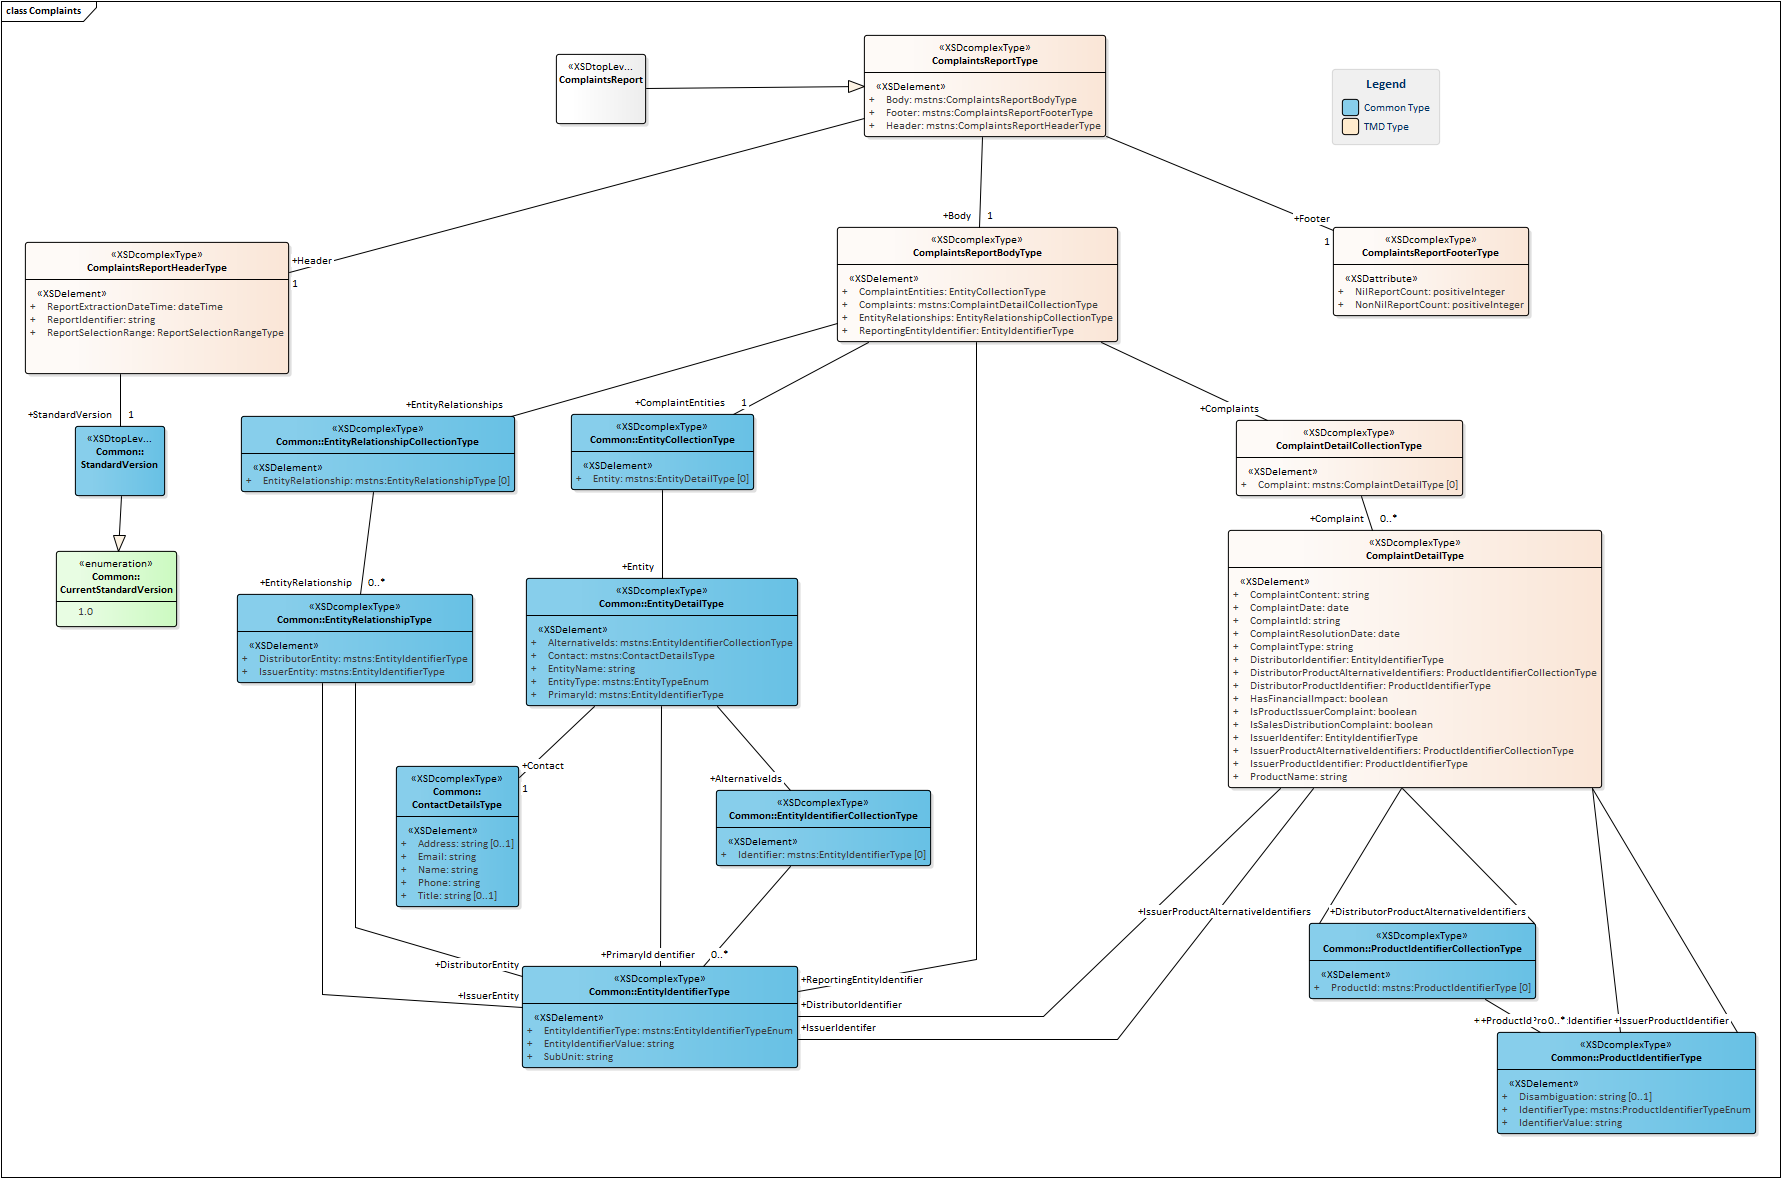 class Complaints
«XSDtopLev...
ComplaintsReport
«XSDcomplexType»
ComplaintsReportType
«XSDelement»
+ Body: mstns:ComplaintsReportBodyType
+ Footer: mstns:ComplaintsReportFooterType
+ Header: mstns:ComplaintsReportHeaderType
Legend
Common Type
TMD Type
+Header
1
+Body 1
+Footer
1
«XSDcomplexType»
ComplaintsReportHeaderType
«XSDelement»
+ ReportExtractionDateTime: dateTime
+ ReportIdentifier: string
+ ReportSelectionRange: ReportSelectionRangeType
«XSDcomplexType»
ComplaintsReportBodyType
«XSDelement»
+ ComplaintEntities: EntityCollectionType
+ Complaints: mstns:ComplaintDetailCollectionType
+ EntityRelationships: EntityRelationshipCollectionType
+ ReportingEntityIdentifier: EntityIdentifierType
«XSDcomplexType»
ComplaintsReportFooterType
«XSDattribute»
+ NilReportCount: positiveInteger
+ NonNilReportCount: positiveInteger
+StandardVersion 1
+EntityRelationships
+ComplaintEntities 1
+Complaints
«XSDtopLev...
Common::
StandardVersion
«XSDcomplexType»
Common::EntityRelationshipCollectionType
«XSDelement»
+ EntityRelationship: mstns:EntityRelationshipType [0]
«XSDcomplexType»
Common::EntityCollectionType
«XSDelement»
+ Entity: mstns:EntityDetailType [0]
«XSDcomplexType»
ComplaintDetailCollectionType
«XSDelement»
+ Complaint: mstns:ComplaintDetailType [0]
+Complaint 0..*
«enumeration»
Common::
CurrentStandardVersion
1.0
+EntityRelationship 0..*
+Entity
«XSDcomplexType»
Common::EntityRelationshipType
«XSDelement»
+ DistributorEntity: mstns:EntityIdentifierType
+ IssuerEntity: mstns:EntityIdentifierType
«XSDcomplexType»
Common::EntityDetailType
«XSDelement»
+ AlternativeIds: mstns:EntityIdentifierCollectionType
+ Contact: mstns:ContactDetailsType
+ EntityName: string
+ EntityType: mstns:EntityTypeEnum
+ PrimaryId: mstns:EntityIdentifierType
«XSDcomplexType»
ComplaintDetailType
«XSDelement»
+ ComplaintContent: string
+ ComplaintDate: date
+ ComplaintId: string
+ ComplaintResolutionDate: date
+ ComplaintType: string
+ DistributorIdentifier: EntityIdentifierType
+ DistributorProductAlternativeIdentifiers: ProductIdentifierCollectionType
+ DistributorProductIdentifier: ProductIdentifierType
+ HasFinancialImpact: boolean
+ IsProductIssuerComplaint: boolean
+ IsSalesDistributionComplaint: boolean
+ IssuerIdentifer: EntityIdentifierType
+ IssuerProductAlternativeIdentifiers: ProductIdentifierCollectionType
+ IssuerProductIdentifier: ProductIdentifierType
+ ProductName: string
+Contact
1
+AlternativeIds
«XSDcomplexType»
Common::
ContactDetailsType
«XSDelement»
+ Address: string [0..1]
+ Email: string
+ Name: string
+ Phone: string
+ Title: string [0..1]
«XSDcomplexType»
Common::EntityIdentifierCollectionType
«XSDelement»
+ Identifier: mstns:EntityIdentifierType [0]
+IssuerProductAlternativeIdentifiers
+DistributorProductAlternativeIdentifiers
«XSDcomplexType»
Common::ProductIdentifierCollectionType
«XSDelement»
+ ProductId: mstns:ProductIdentifierType [0]
+PrimaryId dentifier 0..*
+DistributorEntity
+IssuerEntity
+ReportingEntityIdentifier
+DistributorIdentifier
+IssuerIdentifer
«XSDcomplexType»
Common::EntityIdentifierType
«XSDelement»
+ EntityIdentifierType: mstns:EntityIdentifierTypeEnum
+ EntityIdentifierValue: string
+ SubUnit: string
+ +ProductId 0..* Identifier +IssuerProductIdentifier
«XSDcomplexType»
Common::ProductIdentifierType
«XSDelement»
+ Disambiguation: string [0..1]
+ IdentifierType: mstns:ProductIdentifierTypeEnum
+ IdentifierValue: string